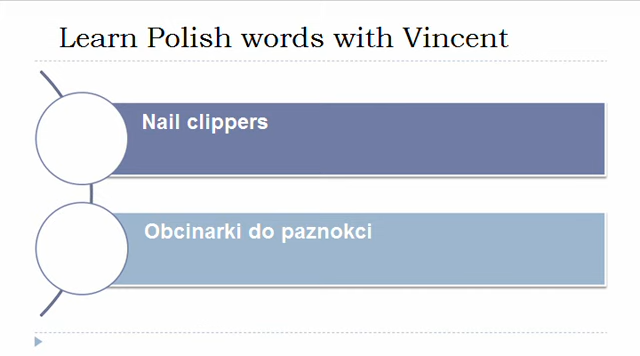 Learn Polish words with Vincent
Nail clippers
Obcinarki do paznokci